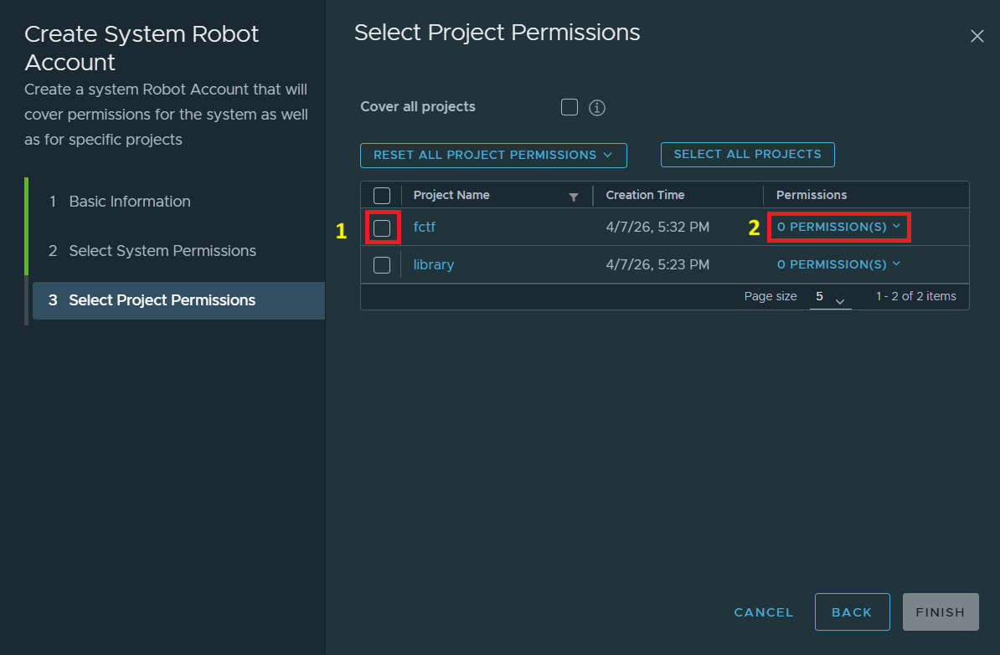 Create System Robot
Account
Create a system Robot Account that will
cover permissions for the system as well
as for specific projects
1 Basic Information
2 Select System Permissions
3 Select Project Permissions
Select Project Permissions
Cover all projects
RESET ALL PROJECT PERMISSIONS
SELECT ALL PROJECTS
Project Name Creation Time Permissions
1 fctf 4/7/26, 5:32 PM 2 0 PERMISSION(S)
library 4/7/26, 5:23 PM 0 PERMISSION(S)
Page size 5 1 - 2 of 2 items
CANCEL BACK FINISH